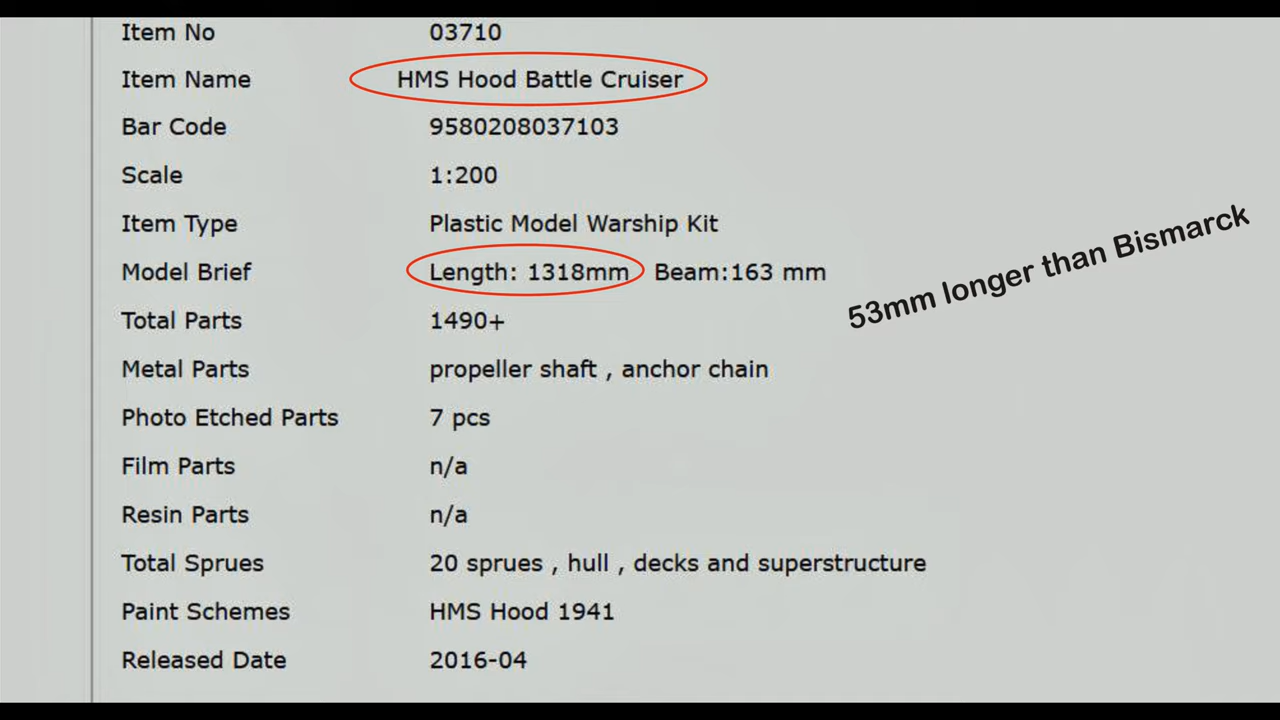 Item No 03710
Item Name HMS Hood Battle Cruiser
Bar Code 9580208037103
Scale 1:200
Item Type Plastic Model Warship Kit
Model Brief Length: 1318mm Beam:163 mm
53mm longer than Bismarck
Total Parts 1490+
Metal Parts propeller shaft , anchor chain
Photo Etched Parts 7 pcs
Film Parts n/a
Resin Parts n/a
Total Sprues 20 sprues , hull , decks and superstructure
Paint Schemes HMS Hood 1941
Released Date 2016-04